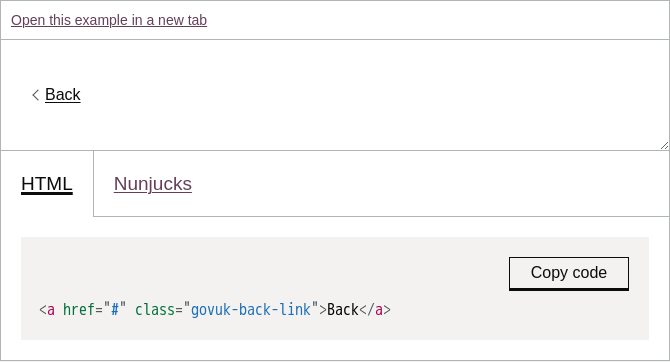 Open this example in a new tab
Back
HTML Nunjucks
Copy code
<a href="#" class="govuk-back-link">Back</a>